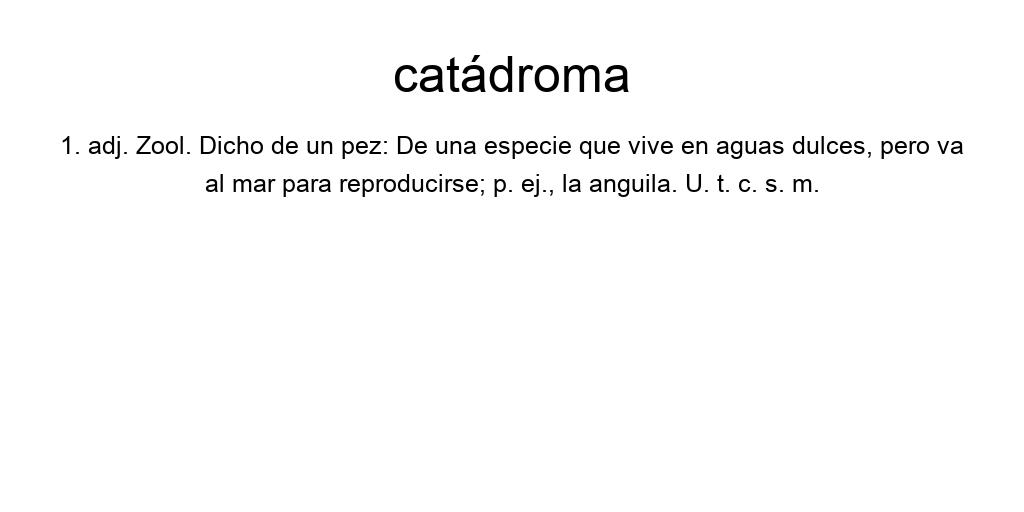 catádroma
1. adj. Zool. Dicho de un pez: De una especie que vive en aguas dulces, pero va
al mar para reproducirse; p. ej., la anguila. U. t. c. s. m.